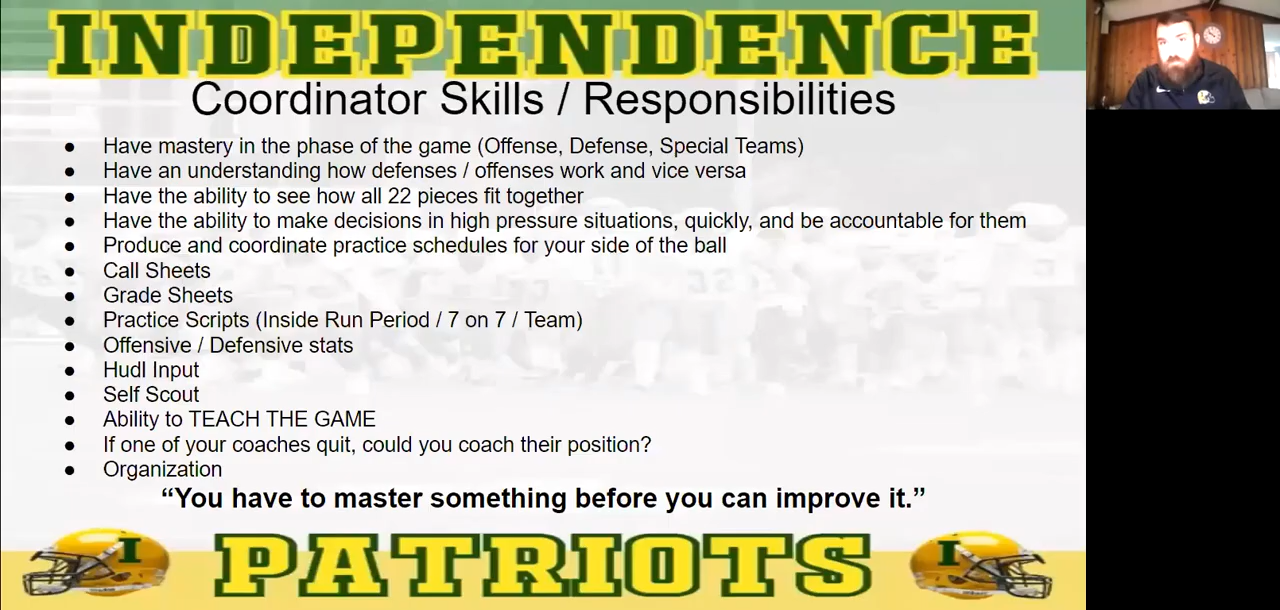 INDEPENDENCE
Coordinator Skills / Responsibilities
● Have mastery in the phase of the game (Offense, Defense, Special Teams)
● Have an understanding how defenses / offenses work and vice versa
● Have the ability to see how all 22 pieces fit together
● Have the ability to make decisions in high pressure situations, quickly, and be accountable for them
● Produce and coordinate practice schedules for your side of the ball
● Call Sheets
● Grade Sheets
● Practice Scripts (Inside Run Period / 7 on 7 / Team)
● Offensive / Defensive stats
● Hudl Input
● Self Scout
● Ability to TEACH THE GAME
● If one of your coaches quit, could you coach their position?
● Organization
“You have to master something before you can improve it.”
I PATRIOTS I